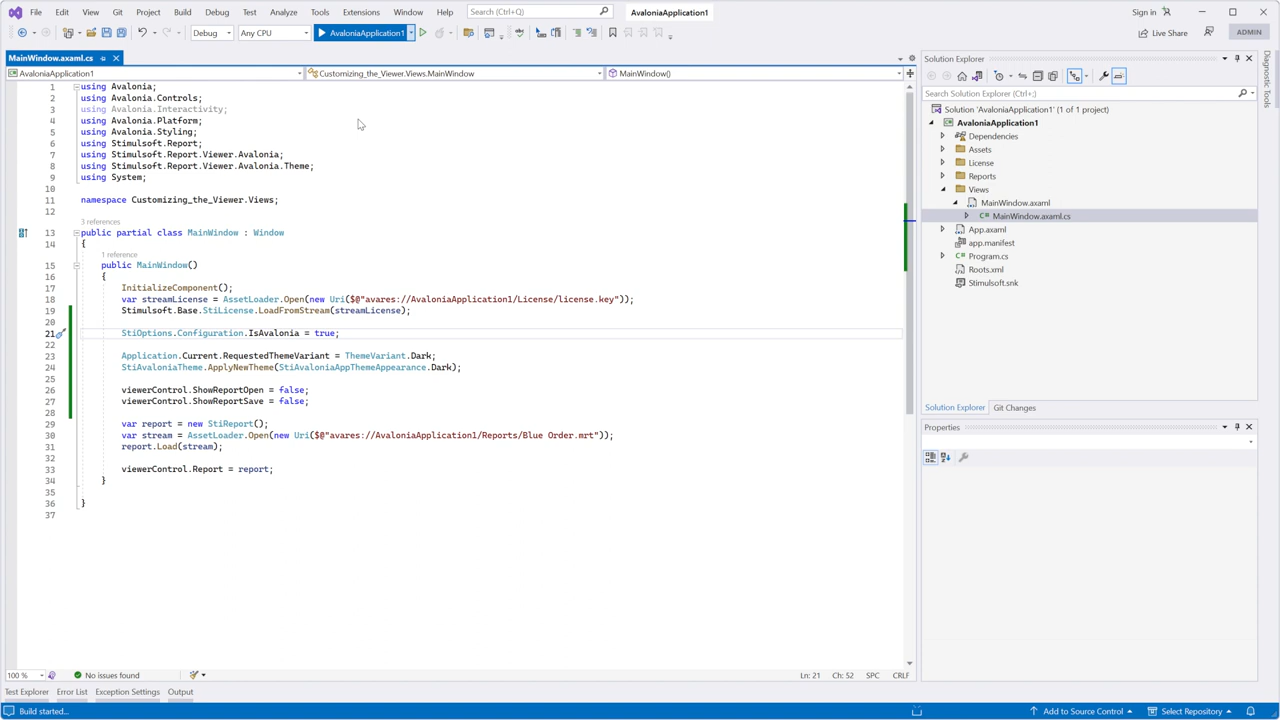 File Edit View Git Project Build Debug Test Analyze Tools Extensions Window Help Search (Ctrl+Q) AvaloniaApplication1 Sign in
Debug Any CPU AvaloniaApplication1 Live Share ADMIN
MainWindow.axaml.cs
AvaloniaApplication1 Customizing_the_Viewer.Views.MainWindow MainWindow()
1 using Avalonia;
2 using Avalonia.Controls;
3 using Avalonia.Interactivity;
4 using Avalonia.Platform;
5 using Avalonia.Styling;
6 using Stimulsoft.Report;
7 using Stimulsoft.Report.Viewer.Avalonia;
8 using Stimulsoft.Report.Viewer.Avalonia.Theme;
9 using System;
10
11 namespace Customizing_the_Viewer.Views;
12
3 references
13 public partial class MainWindow : Window
14 {
1 reference
15 public MainWindow()
16 {
17 InitializeComponent();
18 var streamLicense = AssetLoader.Open(new Uri($@"avares://AvaloniaApplication1/License/license.key"));
19 Stimulsoft.Base.StiLicense.LoadFromStream(streamLicense);
20
21 StiOptions.Configuration.IsAvalonia = true;
22
23 Application.Current.RequestedThemeVariant = ThemeVariant.Dark;
24 StiAvaloniaTheme.ApplyNewTheme(StiAvaloniaAppThemeAppearance.Dark);
25
26 viewerControl.ShowReportOpen = false;
27 viewerControl.ShowReportSave = false;
28
29 var report = new StiReport();
30 var stream = AssetLoader.Open(new Uri($@"avares://AvaloniaApplication1/Reports/Blue Order.mrt"));
31 report.Load(stream);
32
33 viewerControl.Report = report;
34 }
35
36 }
37
100 % No issues found Ln: 21 Ch: 52 SPC CRLF
Test Explorer Error List Exception Settings Output
Build started... Add to Source Control Select Repository
Solution Explorer
Search Solution Explorer (Ctrl+;)
Solution 'AvaloniaApplication1' (1 of 1 project)
AvaloniaApplication1
Dependencies
Assets
License
Reports
Views
MainWindow.axaml
C# MainWindow.axaml.cs
App.axaml
app.manifest
C# Program.cs
Roots.xml
Stimulsoft.snk
Solution Explorer Git Changes
Properties
Diagnostic Tools